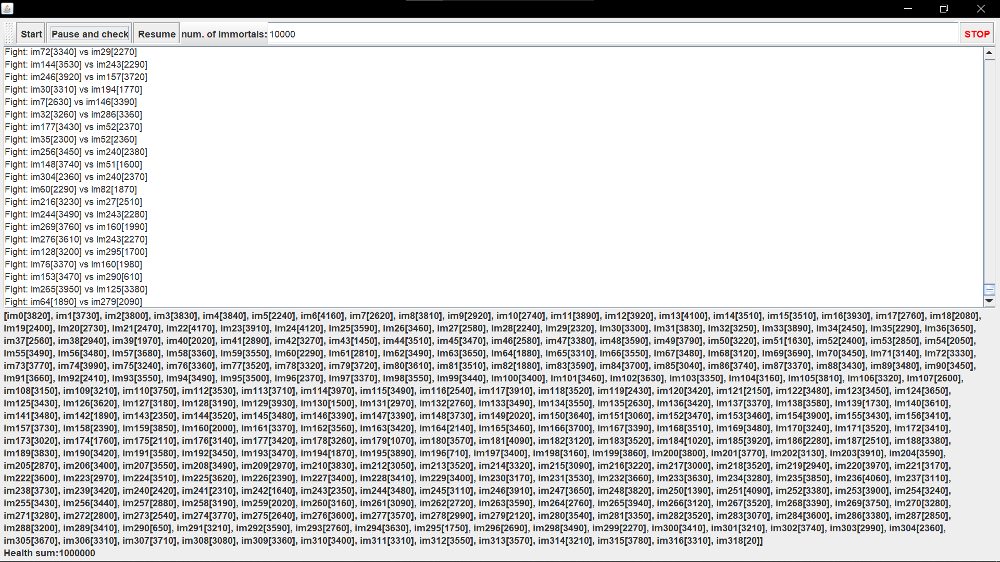 Start Pause and check Resume num. of immortals: 10000 STOP
Fight: im72[3340] vs im29[2270]
Fight: im144[3530] vs im243[2290]
Fight: im246[3920] vs im157[3720]
Fight: im30[3310] vs im194[1770]
Fight: im7[2630] vs im146[3390]
Fight: im32[3260] vs im286[3360]
Fight: im177[3430] vs im52[2370]
Fight: im35[2300] vs im52[2360]
Fight: im256[3450] vs im240[2380]
Fight: im148[3740] vs im51[1600]
Fight: im304[2360] vs im240[2370]
Fight: im60[2290] vs im82[1870]
Fight: im216[3230] vs im27[2510]
Fight: im244[3490] vs im243[2280]
Fight: im269[3760] vs im160[1990]
Fight: im276[3610] vs im243[2270]
Fight: im128[3200] vs im295[1700]
Fight: im76[3370] vs im160[1980]
Fight: im153[3470] vs im290[610]
Fight: im265[3950] vs im125[3380]
Fight: im64[1890] vs im279[2090]
[im0[3820], im1[3730], im2[3800], im3[3830], im4[3840], im5[2240], im6[4160], im7[2620], im8[3810], im9[2920], im10[2740], im11[3890], im12[3920], im13[4100], im14[3510], im15[3510], im16[3930], im17[2760], im18[2080],
im19[2400], im20[2730], im21[2470], im22[4170], im23[3910], im24[4120], im25[3590], im26[3460], im27[2580], im28[2240], im29[2320], im30[3300], im31[3830], im32[3250], im33[3890], im34[2450], im35[2290], im36[3650],
im37[2560], im38[2940], im39[1970], im40[2020], im41[2890], im42[3270], im43[1450], im44[3510], im45[3470], im46[2580], im47[3380], im48[3590], im49[3790], im50[3220], im51[1630], im52[2400], im53[2850], im54[2050],
im55[3490], im56[3480], im57[3680], im58[3360], im59[3550], im60[2290], im61[2810], im62[3490], im63[3650], im64[1880], im65[3310], im66[3550], im67[3480], im68[3120], im69[3690], im70[3450], im71[3140], im72[3330],
im73[3770], im74[3990], im75[3240], im76[3360], im77[3520], im78[3320], im79[3720], im80[3610], im81[3510], im82[1880], im83[3590], im84[3700], im85[3040], im86[3740], im87[3370], im88[3430], im89[3480], im90[3450],
im91[3660], im92[2410], im93[3550], im94[3490], im95[3500], im96[2370], im97[3370], im98[3550], im99[3440], im100[3400], im101[3460], im102[3630], im103[3350], im104[3160], im105[3810], im106[3320], im107[2600],
im108[3150], im109[3210], im110[3750], im112[3530], im113[3710], im114[3970], im115[3490], im116[2540], im117[3910], im118[3520], im119[2430], im120[3420], im121[2150], im122[3480], im123[3450], im124[3650],
im125[3430], im126[3620], im127[3180], im128[3190], im129[3930], im130[1500], im131[2970], im132[2760], im133[3490], im134[3550], im135[2630], im136[3420], im137[3370], im138[3580], im139[1730], im140[3610],
im141[3480], im142[1890], im143[2350], im144[3520], im145[3480], im146[3390], im147[3390], im148[3730], im149[2020], im150[3640], im151[3060], im152[3470], im153[3460], im154[3900], im155[3430], im156[3410],
im157[3730], im158[2390], im159[3850], im160[2000], im161[3370], im162[3560], im163[3420], im164[2140], im165[3460], im166[3700], im167[3390], im168[3510], im169[3480], im170[3240], im171[3520], im172[3410],
im173[3020], im174[1760], im175[2110], im176[3140], im177[3420], im178[3260], im179[1070], im180[3570], im181[4090], im182[3120], im183[3520], im184[1020], im185[3920], im186[2280], im187[2510], im188[3380],
im189[3830], im190[3420], im191[3580], im192[3450], im193[3470], im194[1870], im195[3890], im196[710], im197[3400], im198[3160], im199[3860], im200[3800], im201[3770], im202[3130], im203[3910], im204[3590],
im205[2870], im206[3400], im207[3550], im208[3490], im209[2970], im210[3830], im212[3050], im213[3520], im214[3320], im215[3090], im216[3220], im217[3000], im218[3520], im219[2940], im220[3970], im221[3170],
im222[3600], im223[2970], im224[3510], im225[3620], im226[2390], im227[3400], im228[3410], im229[3400], im230[3170], im231[3530], im232[3660], im233[3630], im234[3280], im235[3850], im236[4060], im237[3110],
im238[3730], im239[3420], im240[2420], im241[2310], im242[1640], im243[2350], im244[3480], im245[3110], im246[3910], im247[3650], im248[3820], im250[1390], im251[4090], im252[3380], im253[3900], im254[3240],
im255[3430], im256[3440], im257[2880], im258[3190], im259[2020], im260[3160], im261[3090], im262[2720], im263[3590], im264[2760], im265[3940], im266[3120], im267[3520], im268[3390], im269[3750], im270[3280],
im271[3280], im272[2800], im273[2540], im274[3770], im275[2640], im276[3600], im277[3570], im278[2990], im279[2120], im280[3540], im281[3350], im282[3520], im283[3070], im284[3600], im286[3380], im287[2850],
im288[3200], im289[3410], im290[650], im291[3210], im292[3590], im293[2760], im294[3630], im295[1750], im296[2690], im298[3490], im299[2270], im300[3410], im301[3210], im302[3740], im303[2990], im304[2360],
im305[3670], im306[3310], im307[3710], im308[3080], im309[3360], im310[3400], im311[3310], im312[3550], im313[3570], im314[3210], im315[3780], im316[3310], im318[20]]
Health sum:1000000